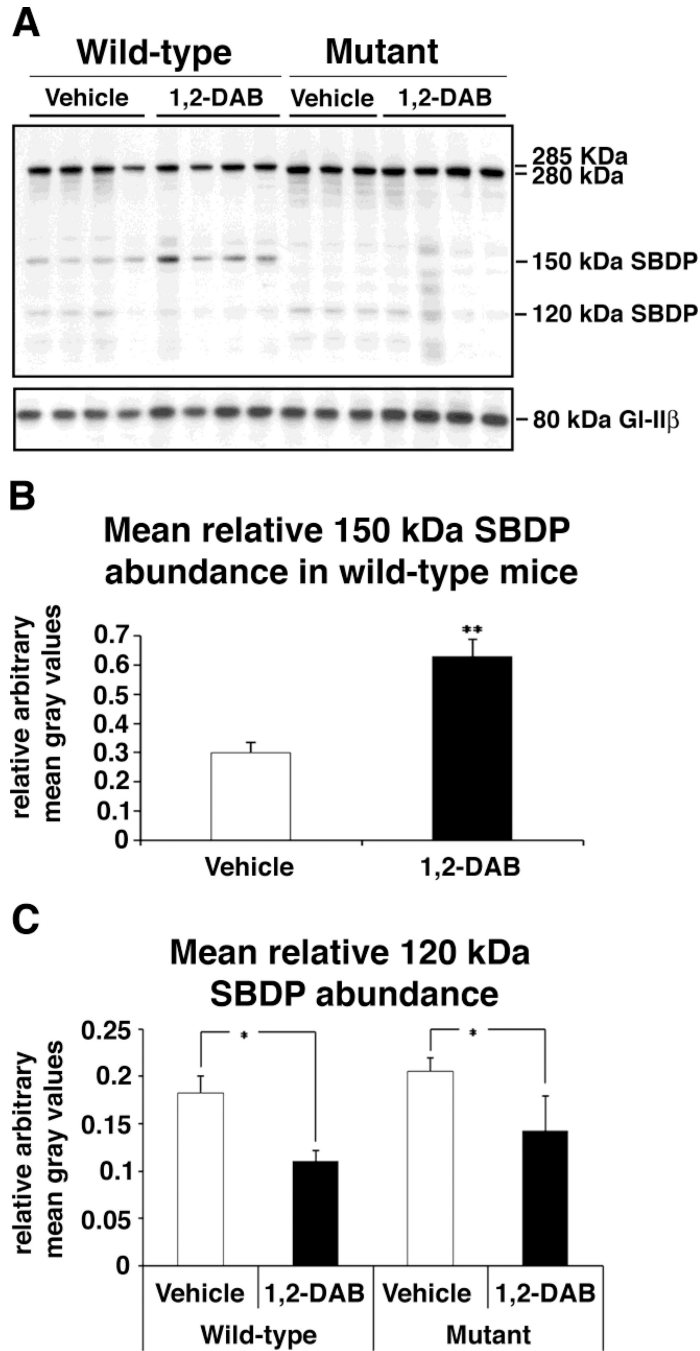 A
Wild-type Mutant
Vehicle 1,2-DAB Vehicle 1,2-DAB
285 KDa
280 kDa
150 kDa SBDP
120 kDa SBDP
80 kDa Gl-IIβ
B
Mean relative 150 kDa SBDP
abundance in wild-type mice
relative arbitrary
mean gray values
0.7
**
0.6
0.5
0.4
0.3
0.2
0.1
0
Vehicle 1,2-DAB
C
Mean relative 120 kDa
SBDP abundance
relative arbitrary
mean gray values
0.25
* *
0.2
0.15
0.1
0.05
0
Vehicle 1,2-DAB Vehicle 1,2-DAB
Wild-type Mutant